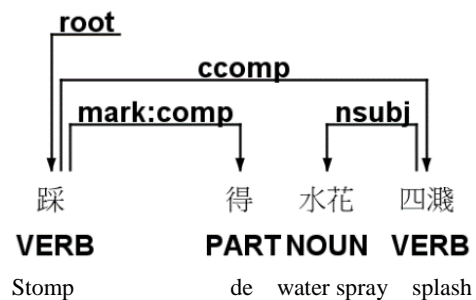 root
ccomp
mark:comp nsubj
踩 得 水花 四濺
VERB PART NOUN VERB
Stomp de water spray splash